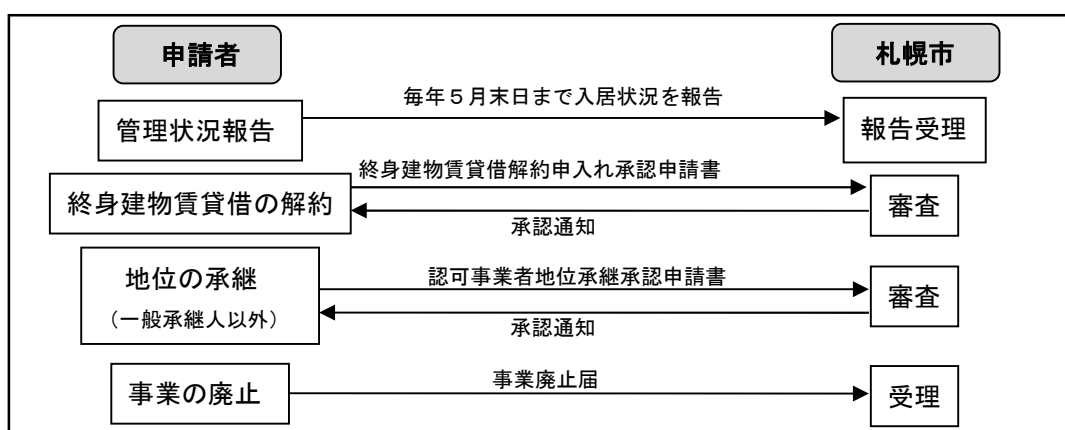 申請者
札幌市
毎年５月末日まで入居状況を報告
管理状況報告
報告受理
終身建物賃貸借解約申入れ承認申請書
終身建物賃貸借の解約
審査
承認通知
地位の承継
（一般承継人以外）
認可事業者地位承継承認申請書
審査
承認通知
事業の廃止
事業廃止届
受理